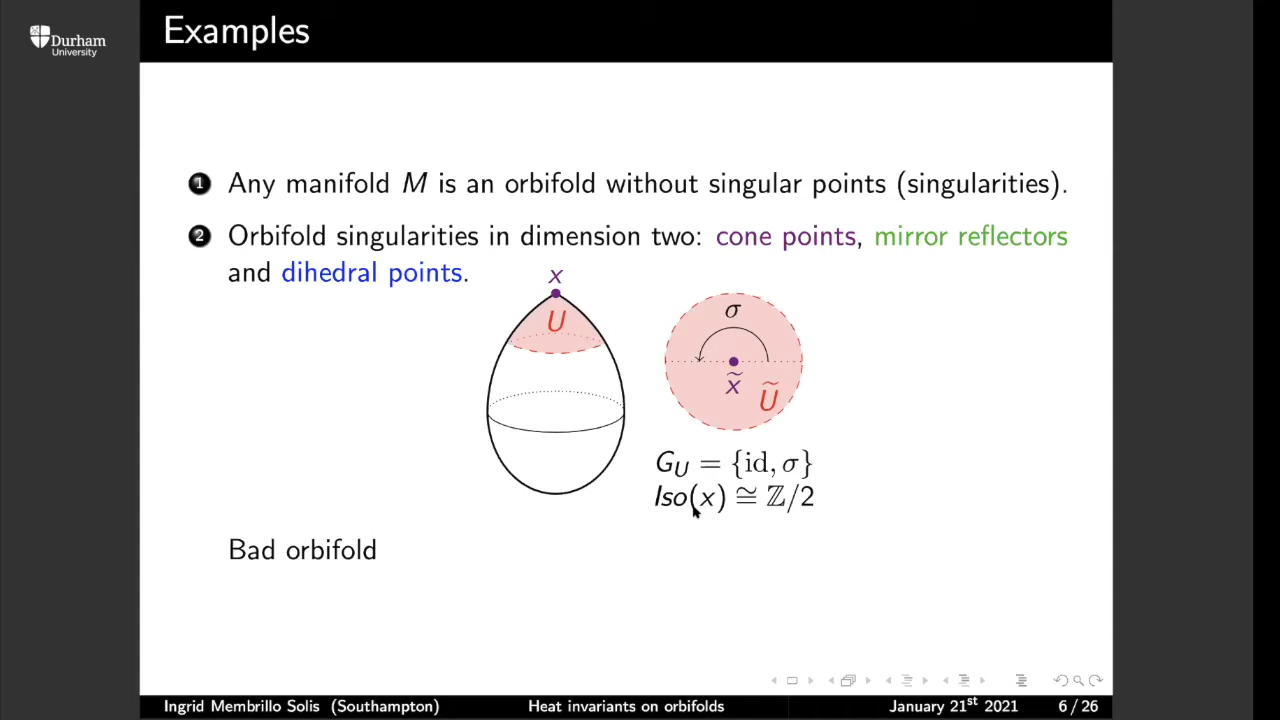 Durham
University
Examples
1 Any manifold M is an orbifold without singular points (singularities).
2 Orbifold singularities in dimension two: cone points, mirror reflectors
and dihedral points.
x
U
σ
x̃
Ũ
G_U = {id, σ}
Iso(x) ≅ ℤ/2
Bad orbifold
Ingrid Membrillo Solis (Southampton) Heat invariants on orbifolds January 21st 2021 6 / 26